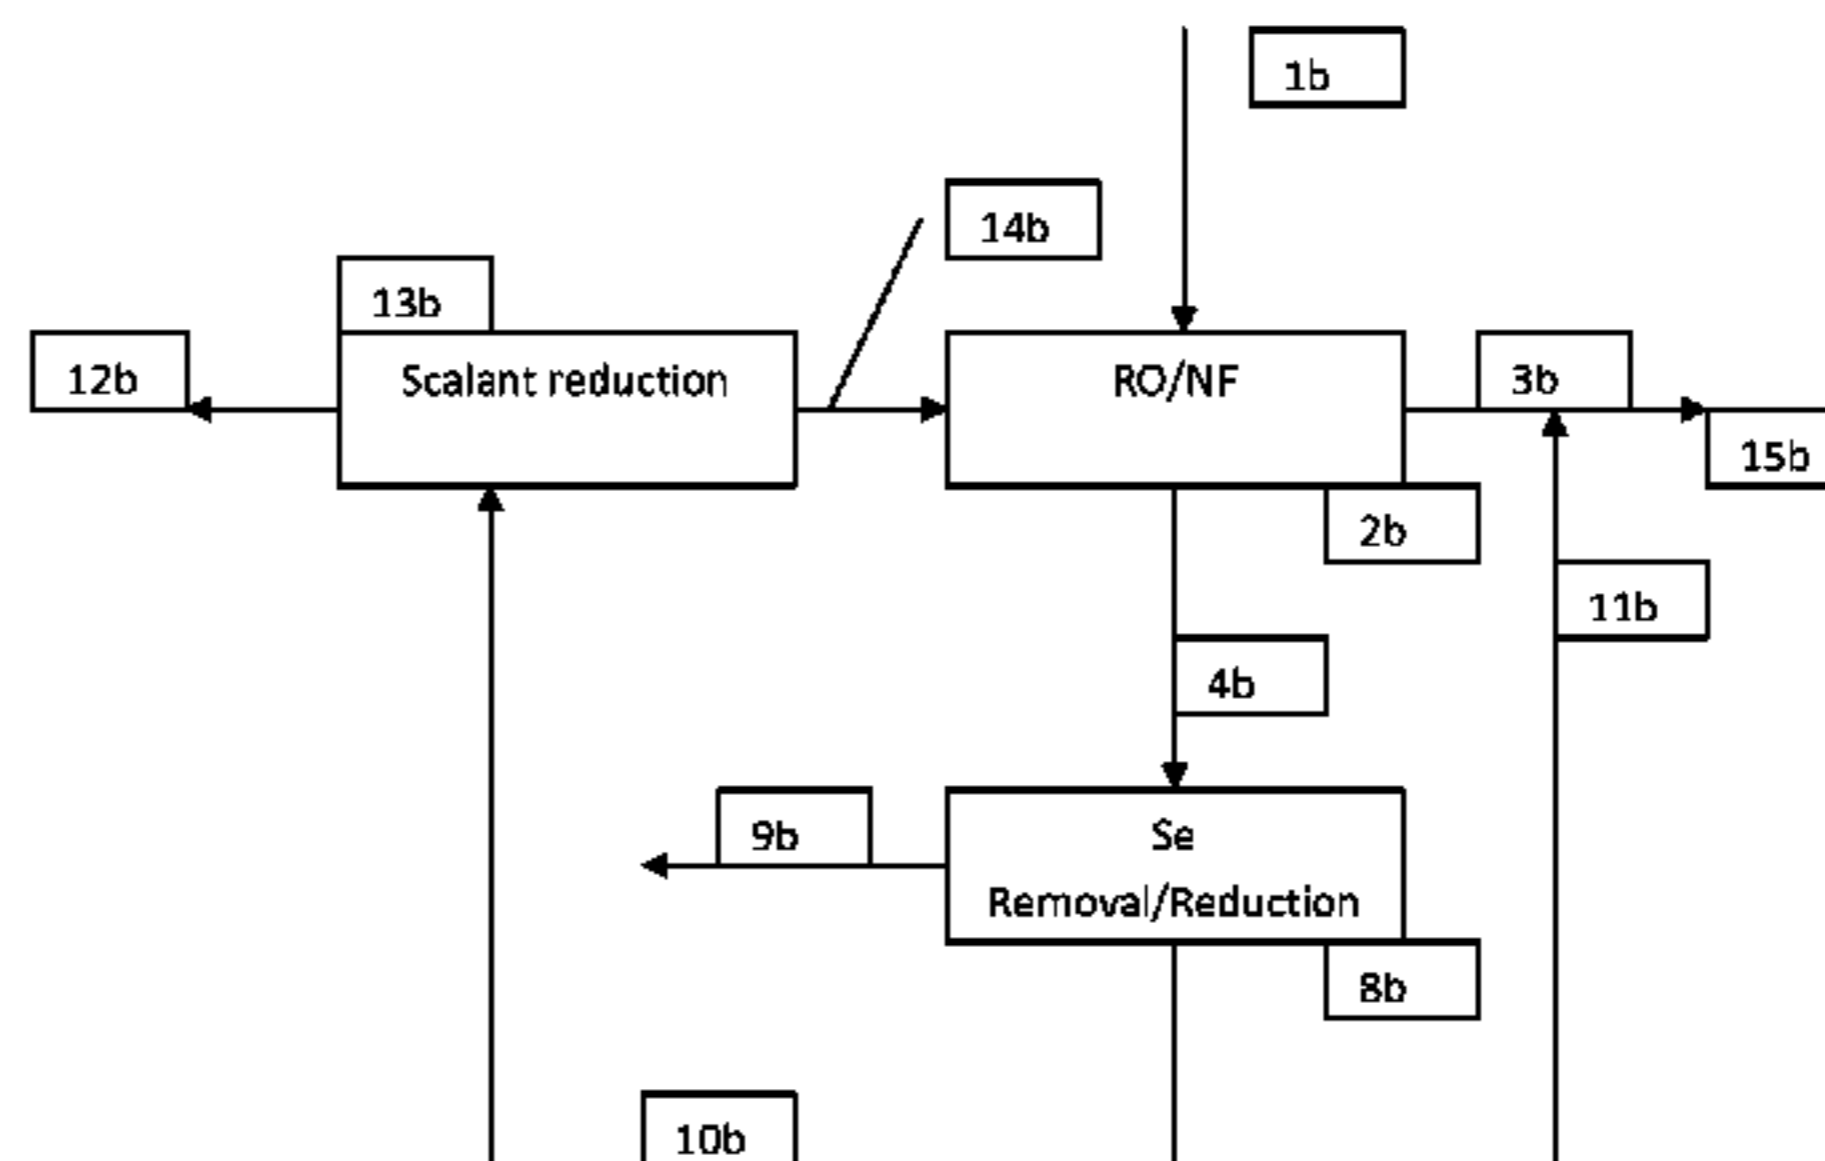 1b
14b
13b
12b
Scalant reduction
RO/NF
3b
15b
2b
11b
4b
9b
Se
Removal/Reduction
8b
10b